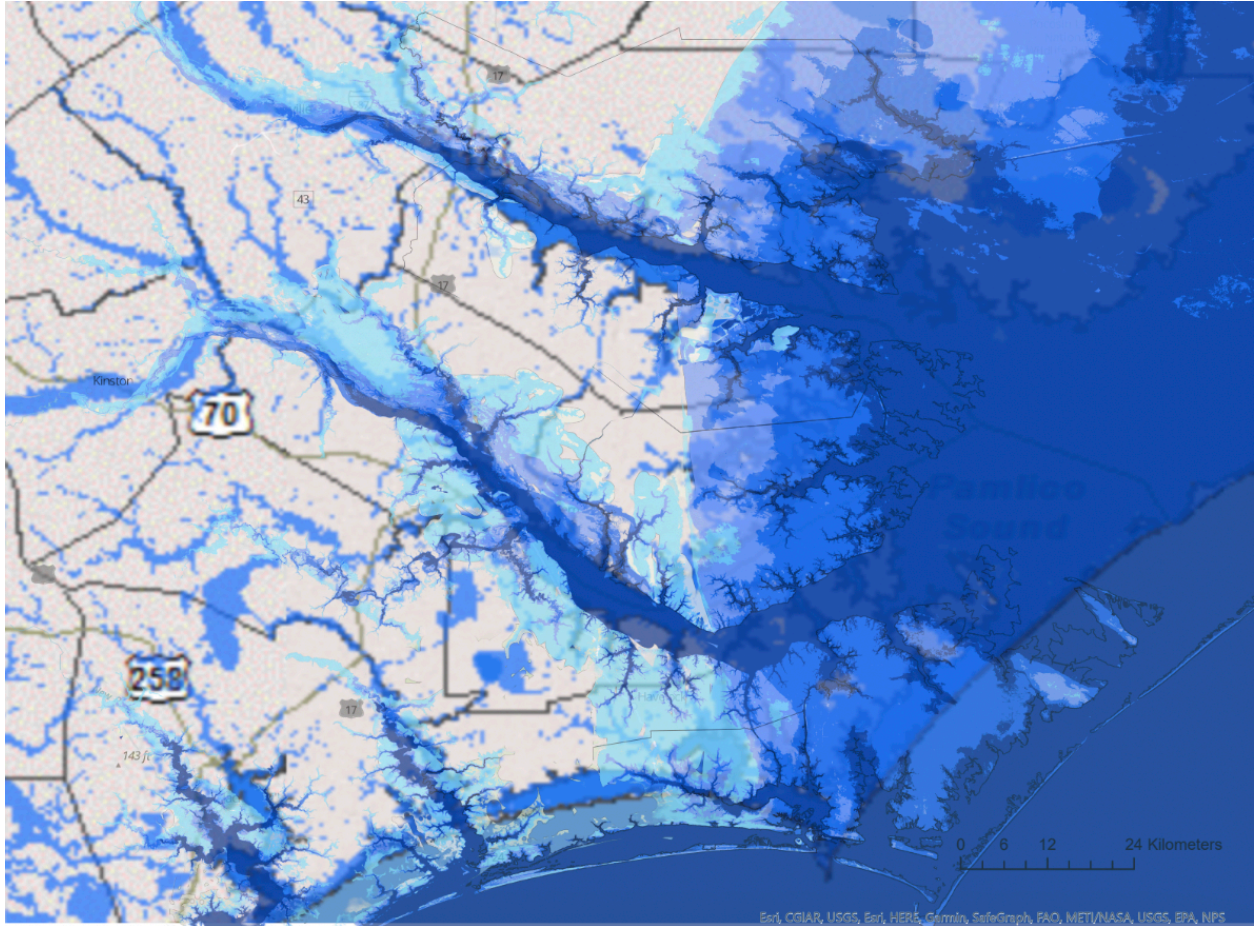 17
43
17
Kinston
70
Pamlico
Sound
258
17
143 ft
0 6 12 24 Kilometers
Esri, CGIAR, USGS, Esri, HERE, Garmin, SafeGraph, FAO, METI/NASA, USGS, EPA, NPS